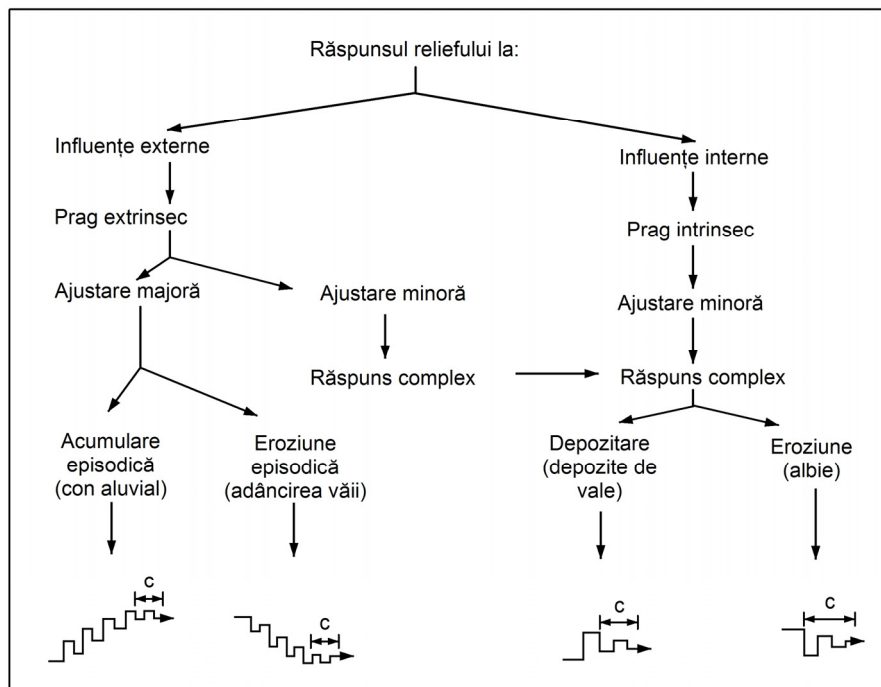 Răspunsul reliefului la:
Influențe externe
Influențe interne
Prag extrinsec
Prag intrinsec
Ajustare majoră
Ajustare minoră
Ajustare minoră
Răspuns complex
Răspuns complex
Acumulare
episodică
(con aluvial)
Eroziune
episodică
(adâncirea văii)
Depozitare
(depozite de
vale)
Eroziune
(albie)
c
c
c
c